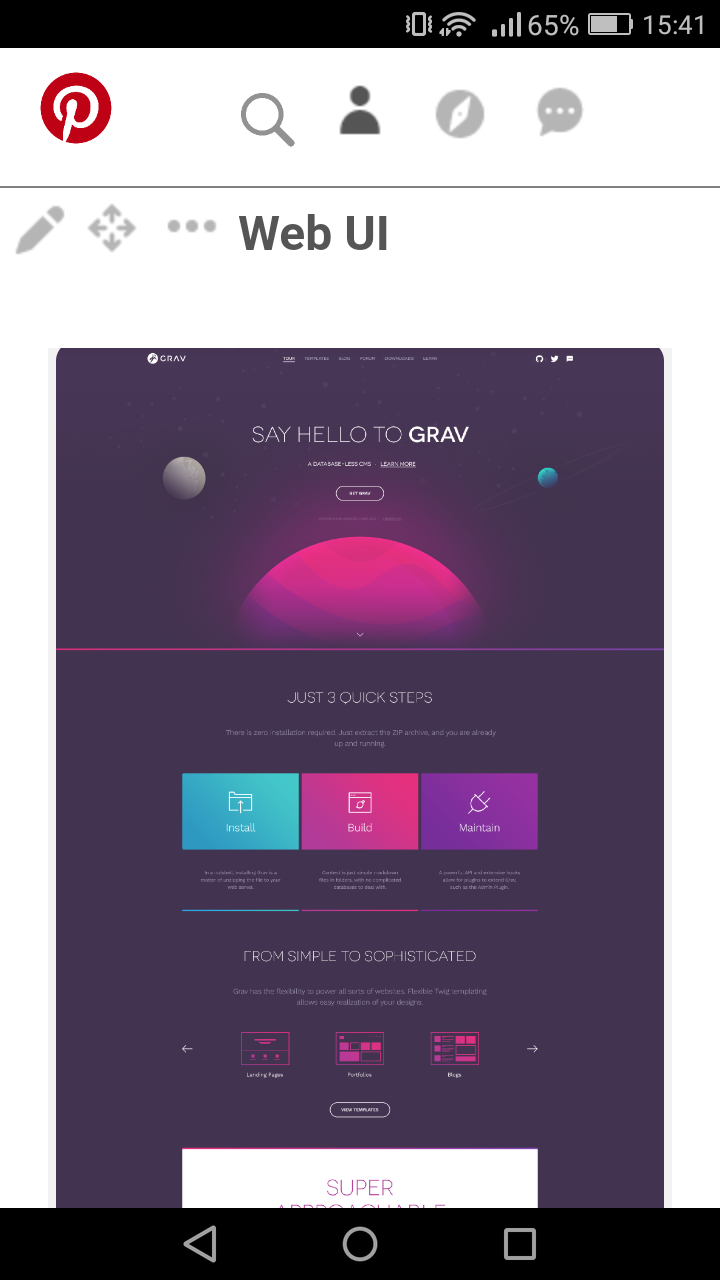 65% 15:41
Web UI
GRAV
TOUR TEMPLATES BLOG FORUM DOWNLOADS LEARN
SAY HELLO TO GRAV
A DATABASE-LESS CMS - LEARN MORE
GET GRAV
JUST 3 QUICK STEPS
There is zero installation required. Just extract the ZIP archive, and you are already
up and running.
Install
Build
Maintain
In a nutshell, installing Grav is a
matter of unzipping the file to your
web server.
Content is just simple markdown
files in folders, with no complicated
databases to deal with.
A powerful API and extensive hooks
allow for plugins to extend Grav,
such as the Admin Plugin.
FROM SIMPLE TO SOPHISTICATED
Grav has the flexibility to power all sorts of websites. Flexible Twig templating
allows easy realization of your designs.
Landing Pages
Portfolios
Blogs
VIEW TEMPLATES
SUPER
APPROACHABLE